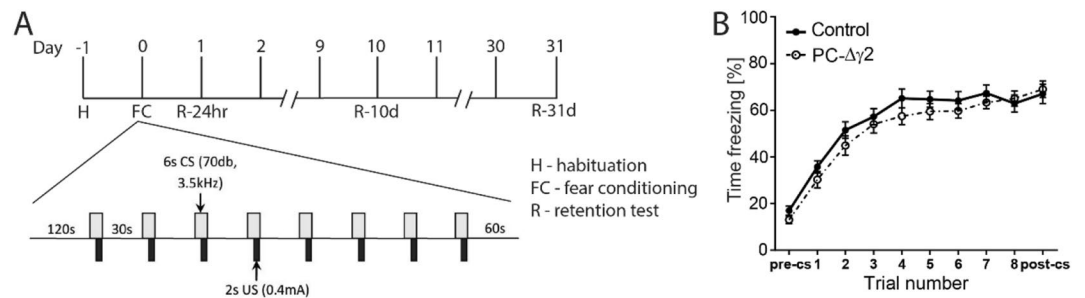 A
Day -1 0 1 2 9 10 11 30 31
H FC R-24hr R-10d R-31d
6s CS (70db,
3.5kHz)
120s 30s 60s
2s US (0.4mA)
H - habituation
FC - fear conditioning
R - retention test
B
Control
PC-Δγ2
Time freezing [%]
100
80
60
40
20
0
pre-cs 1 2 3 4 5 6 7 8 post-cs
Trial number